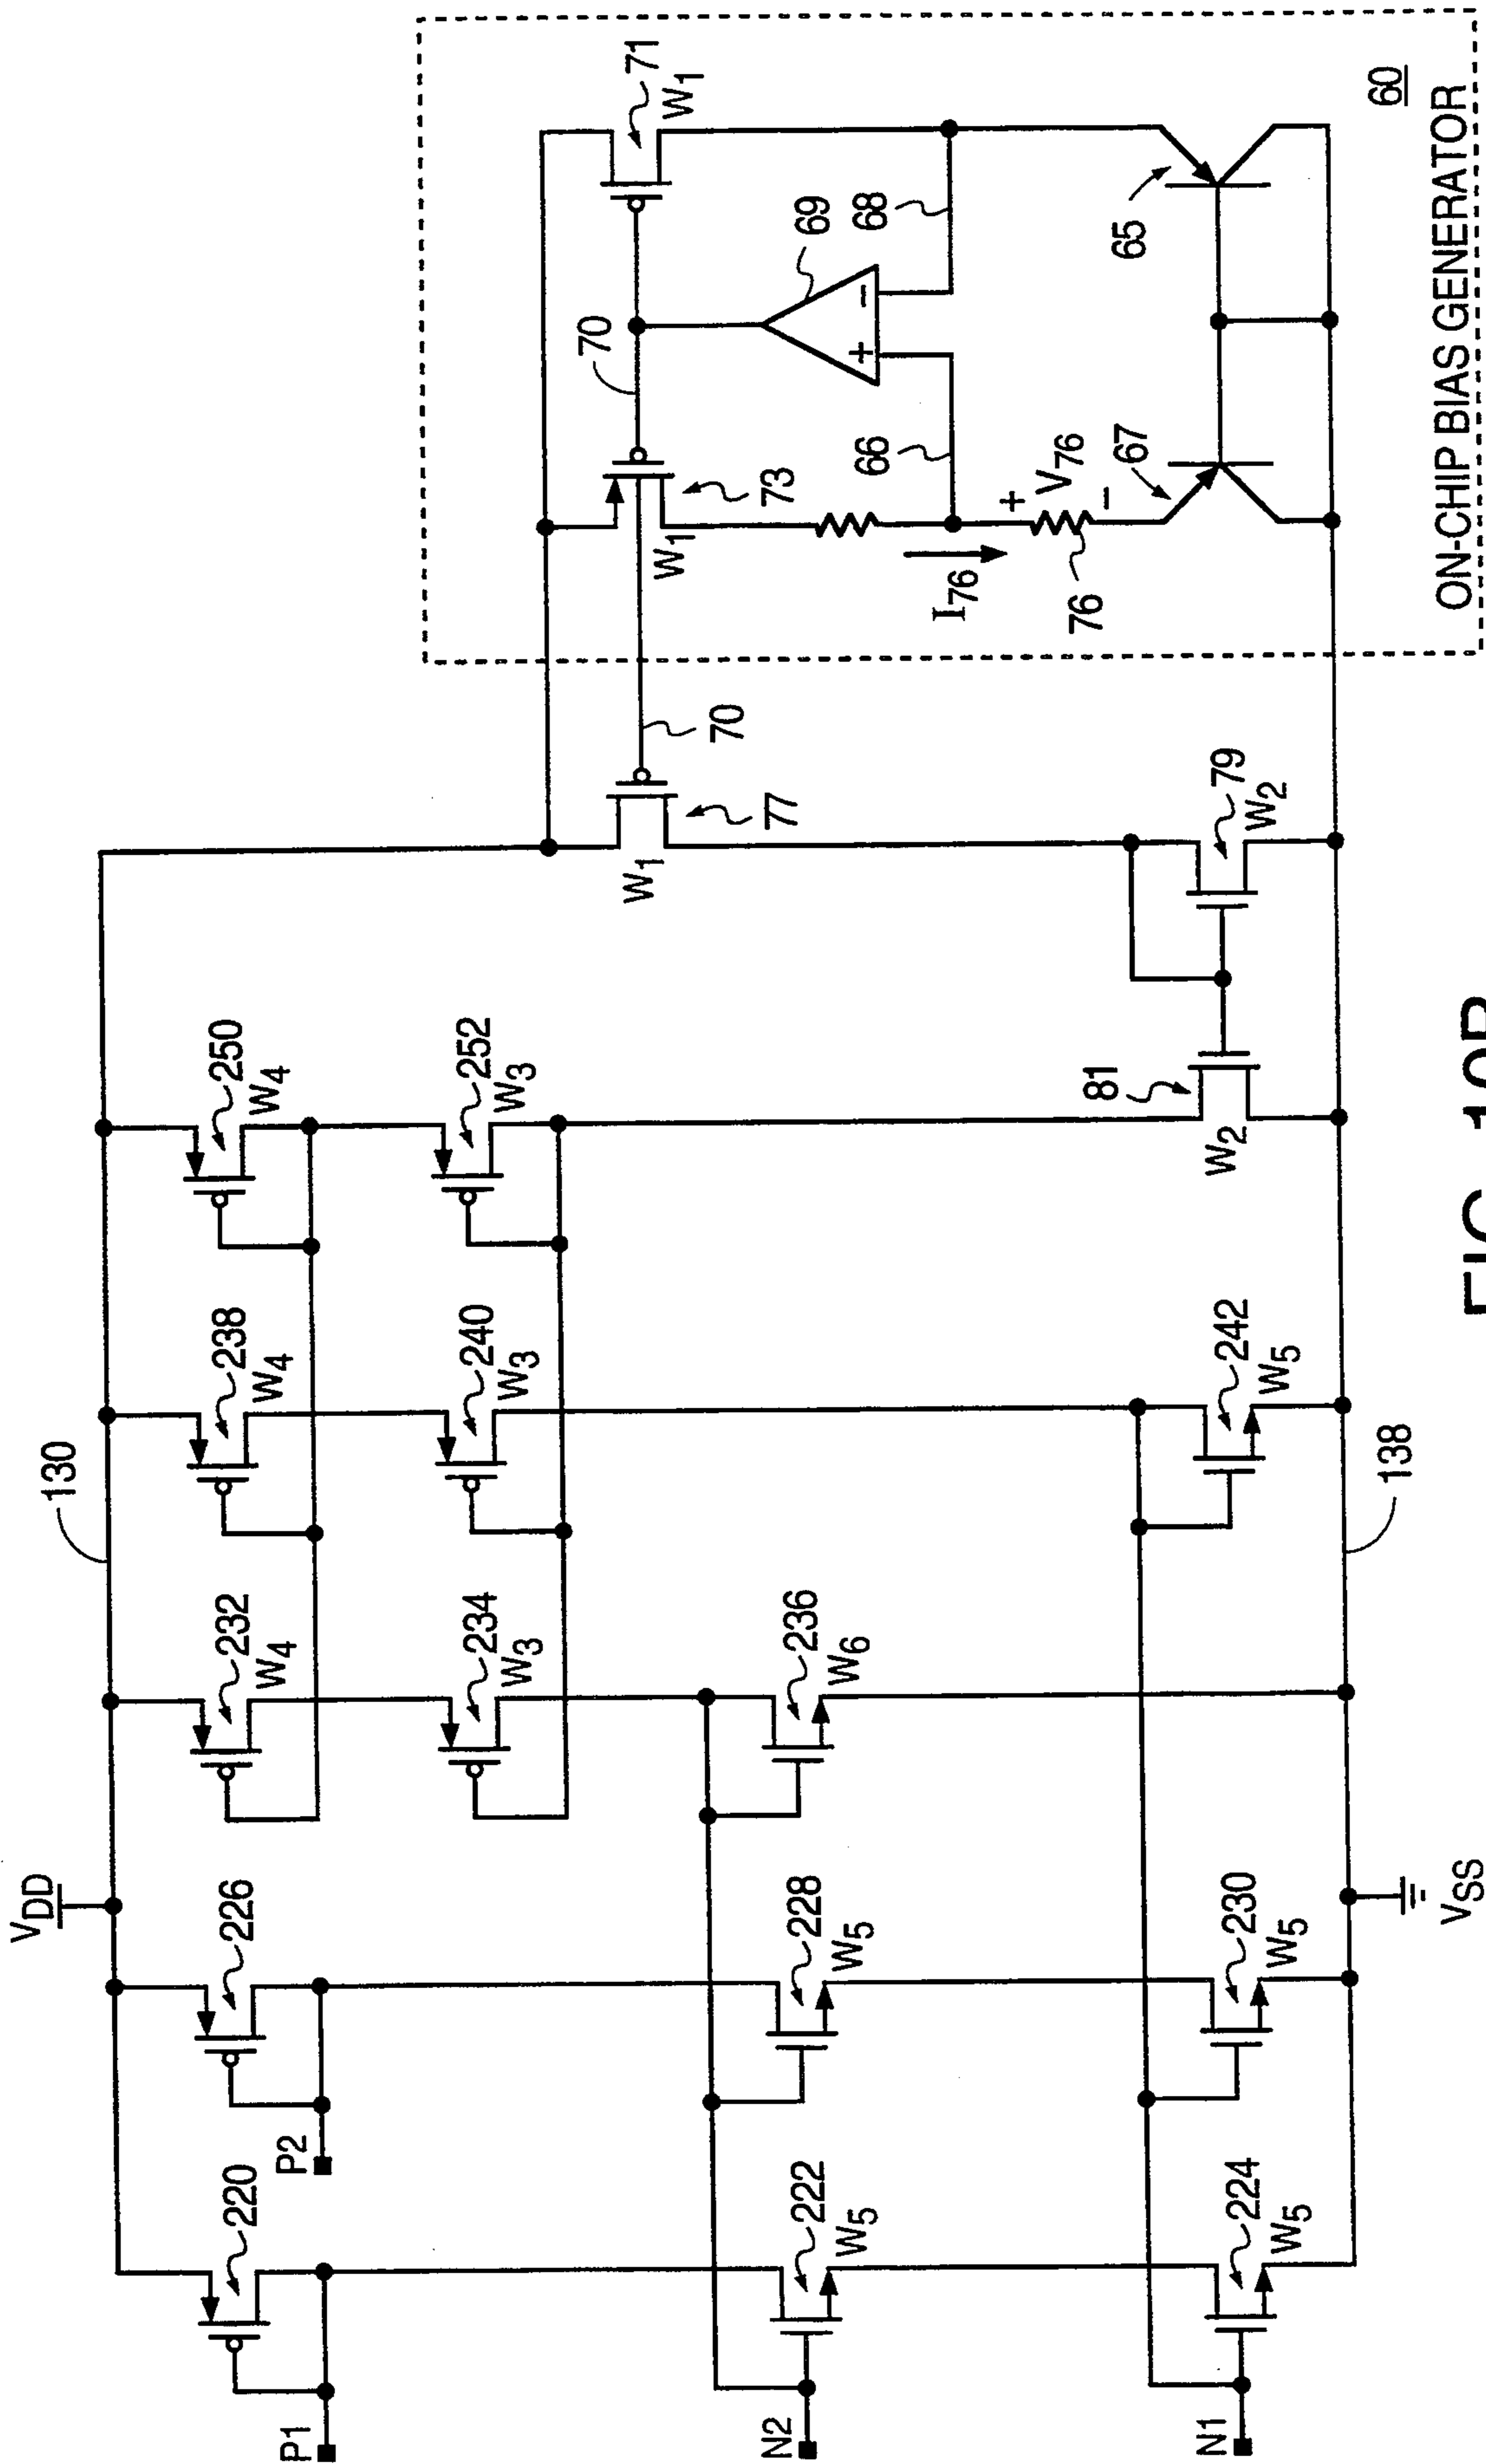 V_DD
130
220
226
232
W4
238
W4
250
W4
P1
P2
234
W3
240
W3
252
W3
N2
222
W5
228
W5
236
W6
N1
224
W5
230
W5
242
W5
81
W2
79
W2
V_SS
138
W1
77
70
W1
73
70
71
W1
69
+
−
66
68
I76
+
V76
−
76
67
65
60
ON-CHIP BIAS GENERATOR